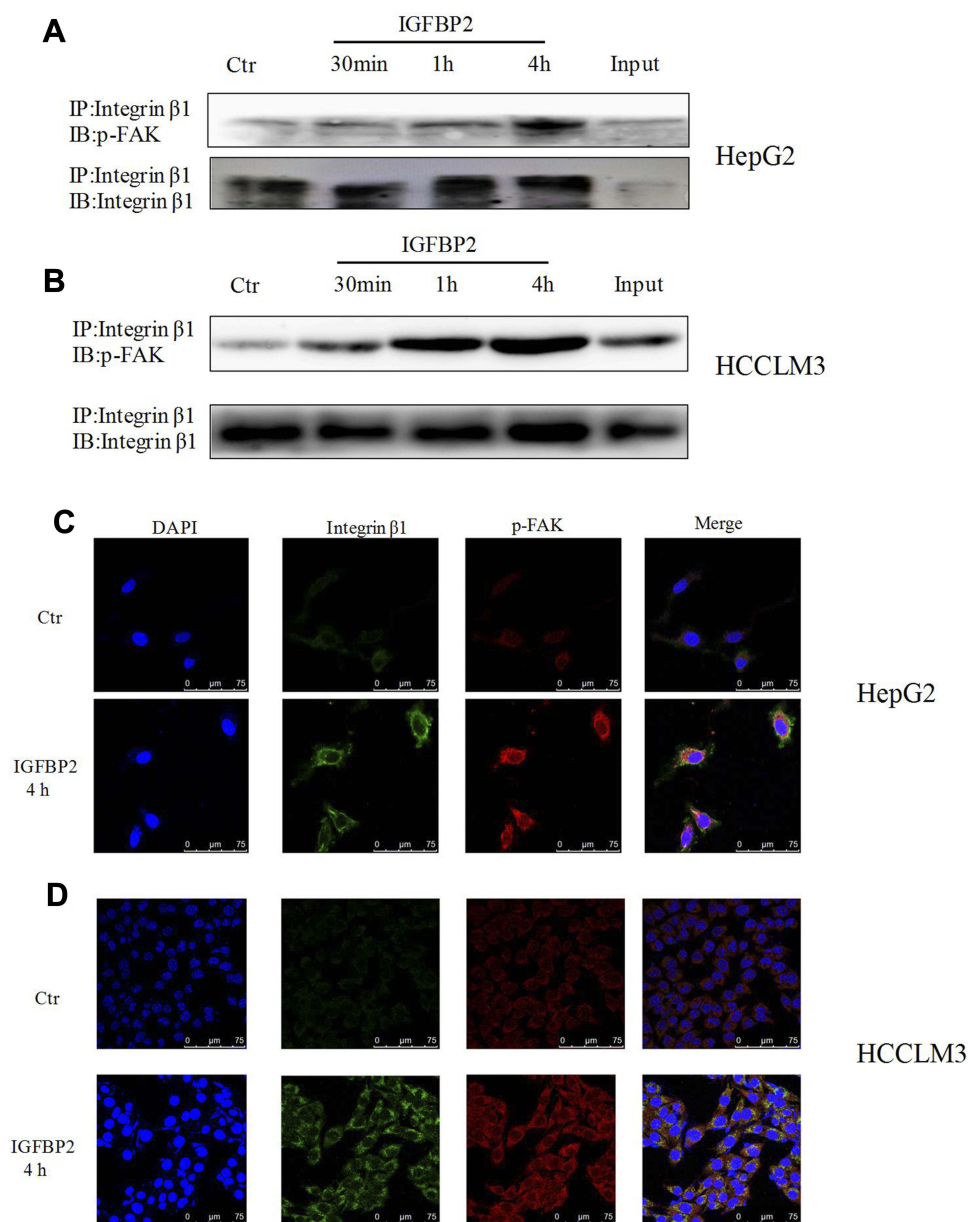 A
IGFBP2
Ctr 30min 1h 4h Input
IP:Integrin β1
IB:p-FAK
IP:Integrin β1
IB:Integrin β1
HepG2
B
IGFBP2
Ctr 30min 1h 4h Input
IP:Integrin β1
IB:p-FAK
IP:Integrin β1
IB:Integrin β1
HCCLM3
C
DAPI Integrin β1 p-FAK Merge
Ctr
0 µm 75 0 µm 75 0 µm 75 0 µm 75
HepG2
IGFBP2
4 h
0 µm 75 0 µm 75 0 µm 75 0 µm 75
D
Ctr
0 µm 75 0 µm 75 0 µm 75 0 µm 75
HCCLM3
IGFBP2
4 h
0 µm 75 0 µm 75 0 µm 75 0 µm 75